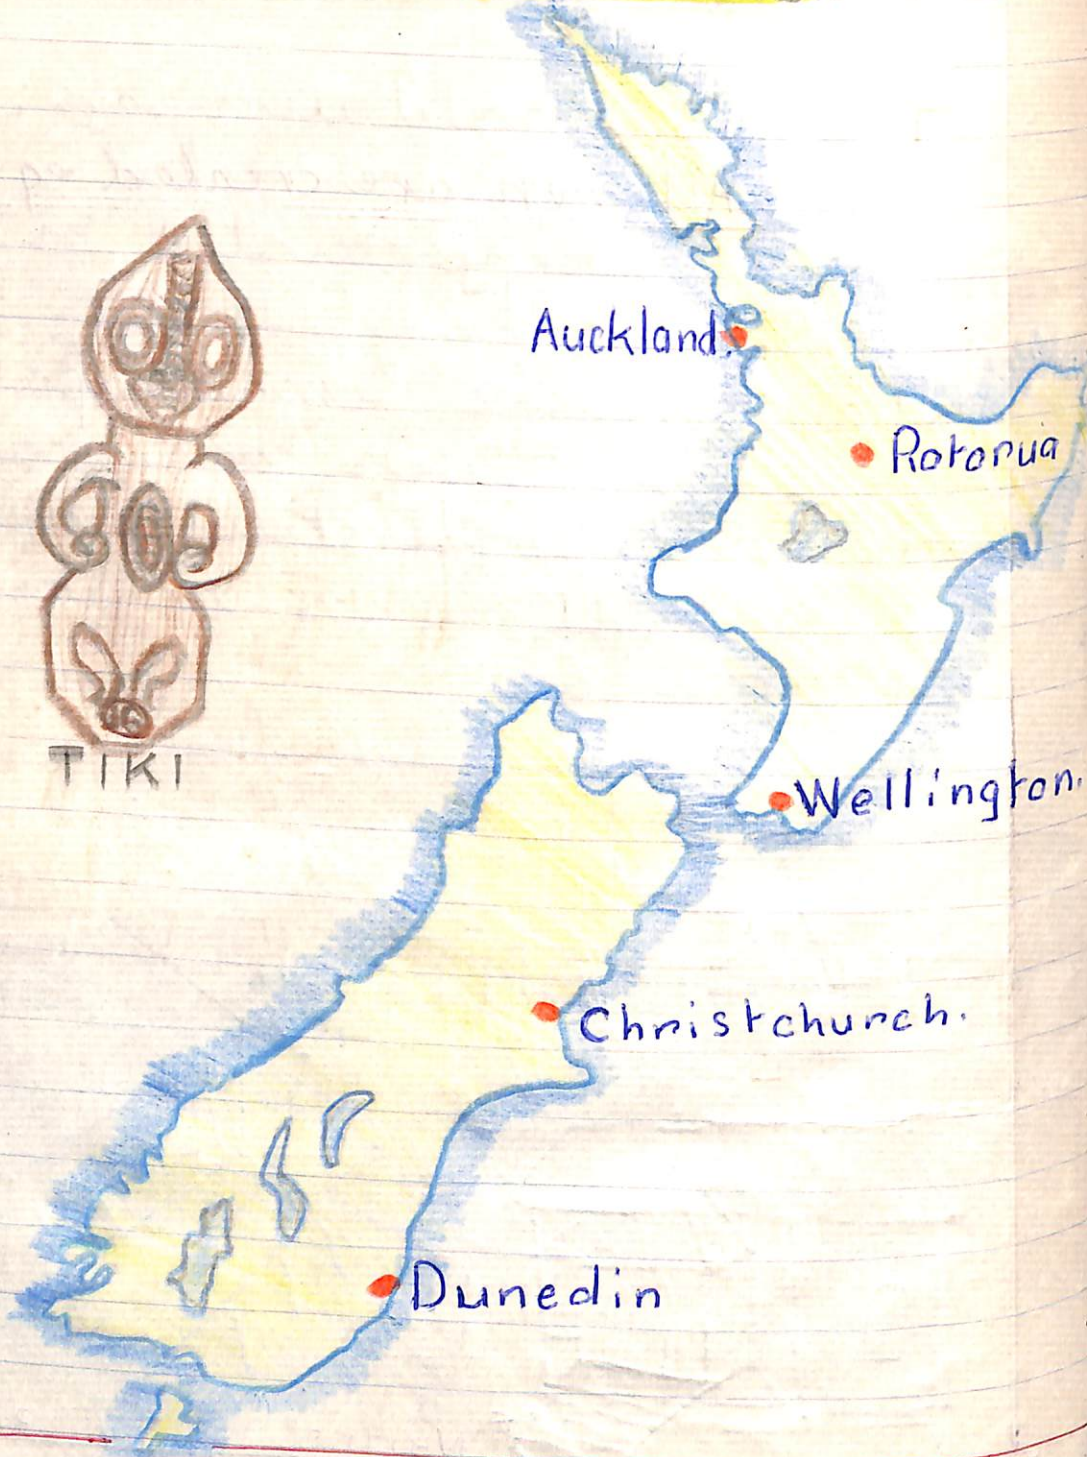 Auckland.
Rotorua
TIKI
Wellington.
Christchurch.
Dunedin